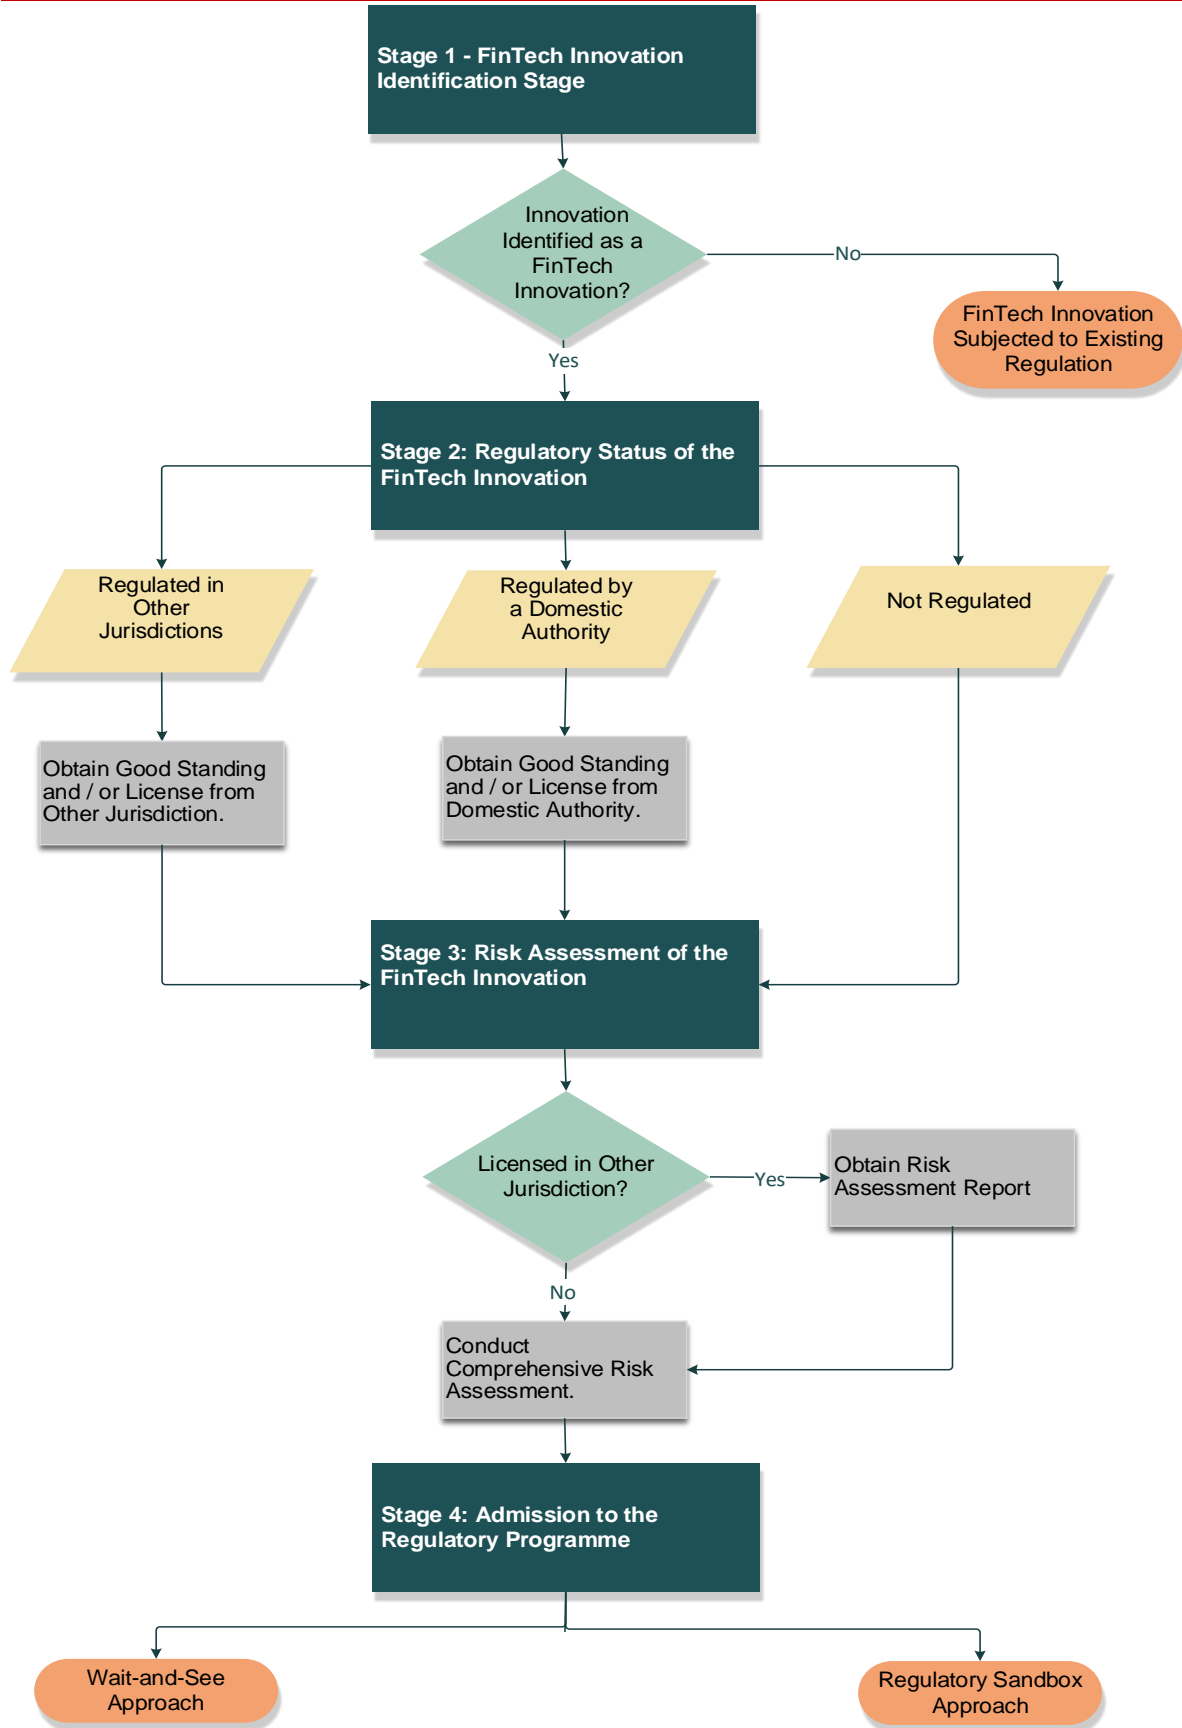 Stage 1 - FinTech Innovation
Identification Stage
Innovation
Identified as a
FinTech
Innovation?
No
FinTech Innovation
Subjected to Existing
Regulation
Yes
Stage 2: Regulatory Status of the
FinTech Innovation
Regulated in
Other
Jurisdictions
Regulated by
a Domestic
Authority
Not Regulated
Obtain Good Standing
and / or License from
Other Jurisdiction.
Obtain Good Standing
and / or License from
Domestic Authority.
Stage 3: Risk Assessment of the
FinTech Innovation
Licensed in Other
Jurisdiction?
Yes
Obtain Risk
Assessment Report
No
Conduct
Comprehensive Risk
Assessment.
Stage 4: Admission to the
Regulatory Programme
Wait-and-See
Approach
Regulatory Sandbox
Approach